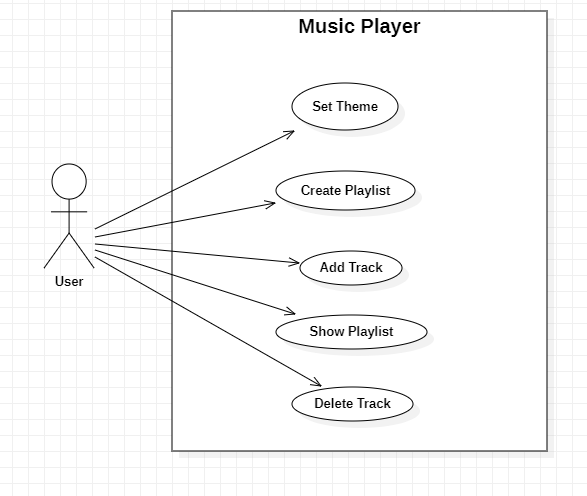 Music Player
Set Theme
Create Playlist
Add Track
User
Show Playlist
Delete Track